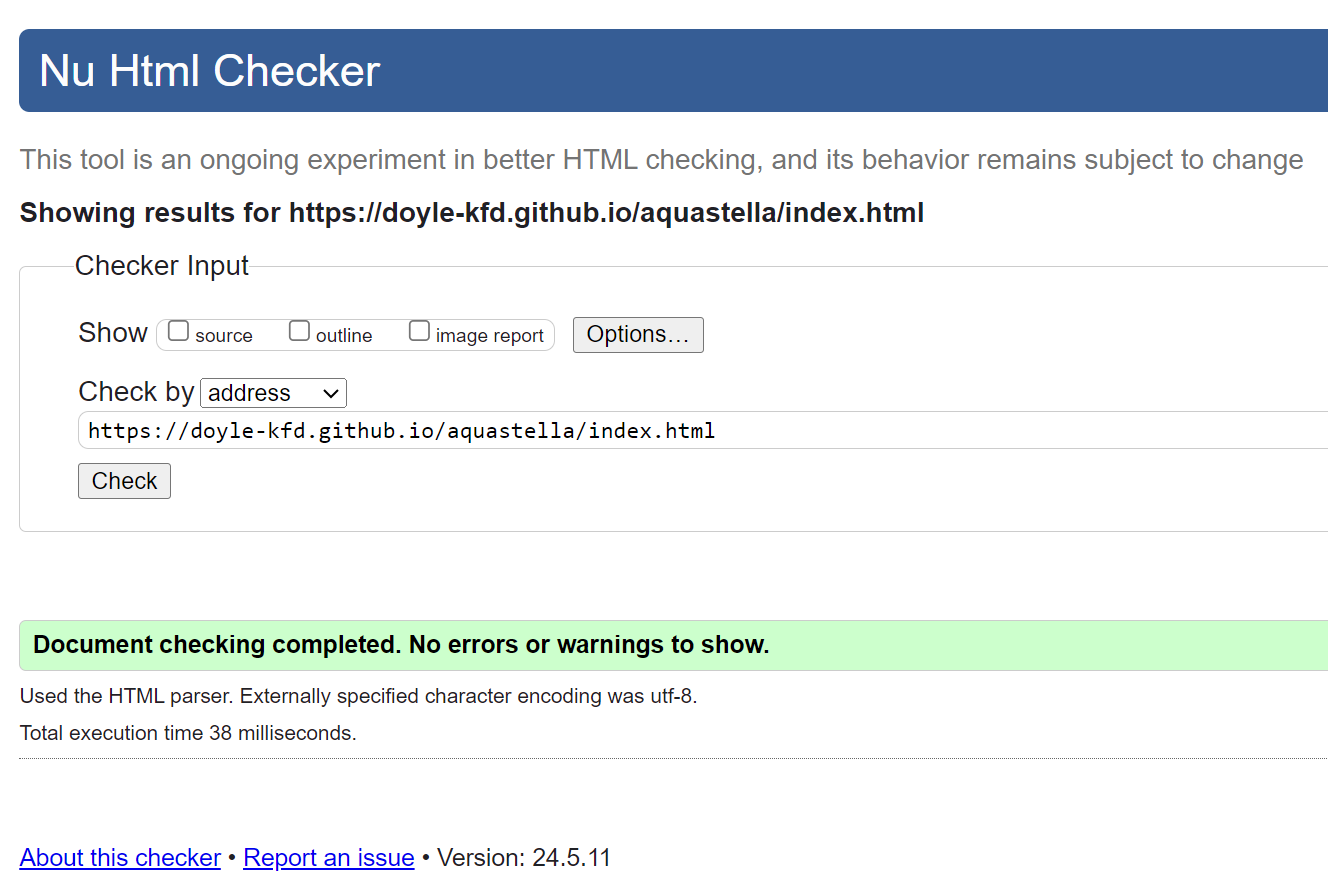 Nu Html Checker
This tool is an ongoing experiment in better HTML checking, and its behavior remains subject to change
Showing results for https://doyle-kfd.github.io/aquastella/index.html
Checker Input
Show source outline image report Options…
Check by address
https://doyle-kfd.github.io/aquastella/index.html
Check
Document checking completed. No errors or warnings to show.
Used the HTML parser. Externally specified character encoding was utf-8.
Total execution time 38 milliseconds.
About this checker • Report an issue • Version: 24.5.11